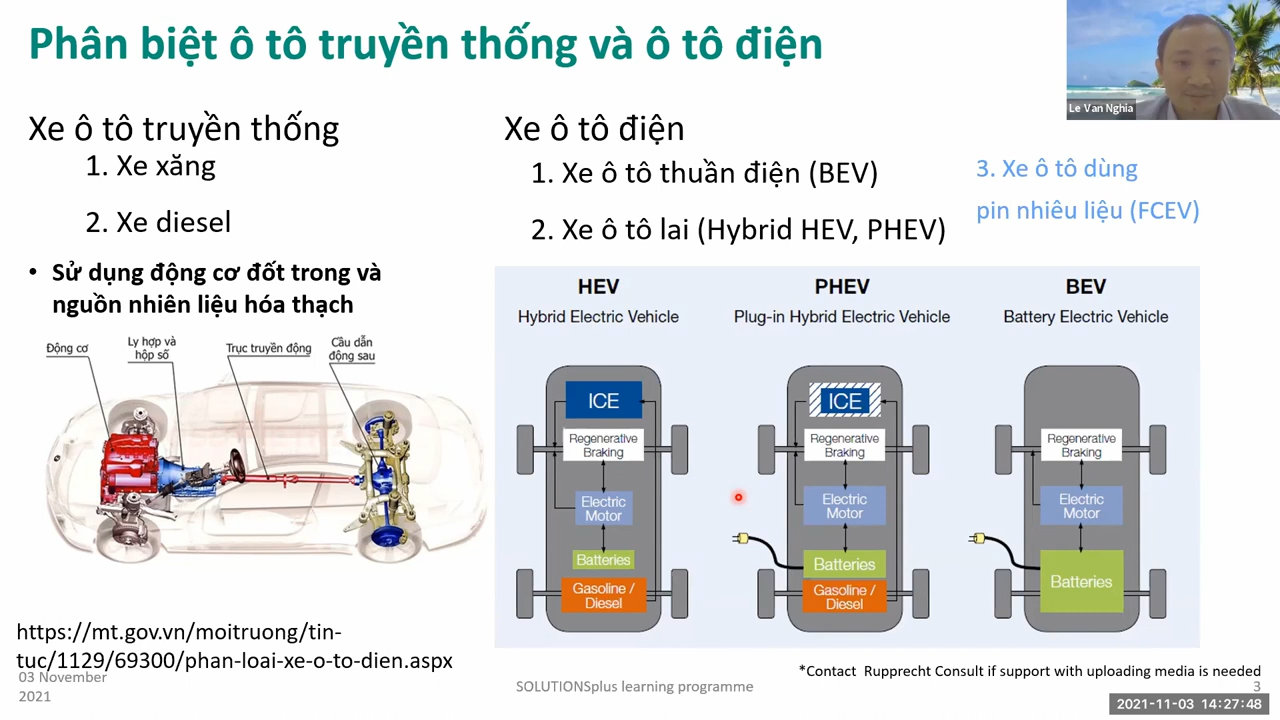 Phân biệt ô tô truyền thống và ô tô điện
Le Van Nghia
Xe ô tô truyền thống
1. Xe xăng
2. Xe diesel
• Sử dụng động cơ đốt trong và
nguồn nhiên liệu hóa thạch
Động cơ
Ly hợp và
hộp số
Trục truyền động
Cầu dẫn
động sau
https://mt.gov.vn/moitruong/tin-
tuc/1129/69300/phan-loai-xe-o-to-dien.aspx
Xe ô tô điện
1. Xe ô tô thuần điện (BEV)
2. Xe ô tô lai (Hybrid HEV, PHEV)
3. Xe ô tô dùng
pin nhiêu liệu (FCEV)
HEV
Hybrid Electric Vehicle
ICE
Regenerative
Braking
Electric
Motor
Batteries
Gasoline /
Diesel
PHEV
Plug-in Hybrid Electric Vehicle
ICE
Regenerative
Braking
Electric
Motor
Batteries
Gasoline /
Diesel
BEV
Battery Electric Vehicle
Regenerative
Braking
Electric
Motor
Batteries
*Contact Rupprecht Consult if support with uploading media is needed
03 November
2021
SOLUTIONSplus learning programme
3
2021-11-03 14:27:48